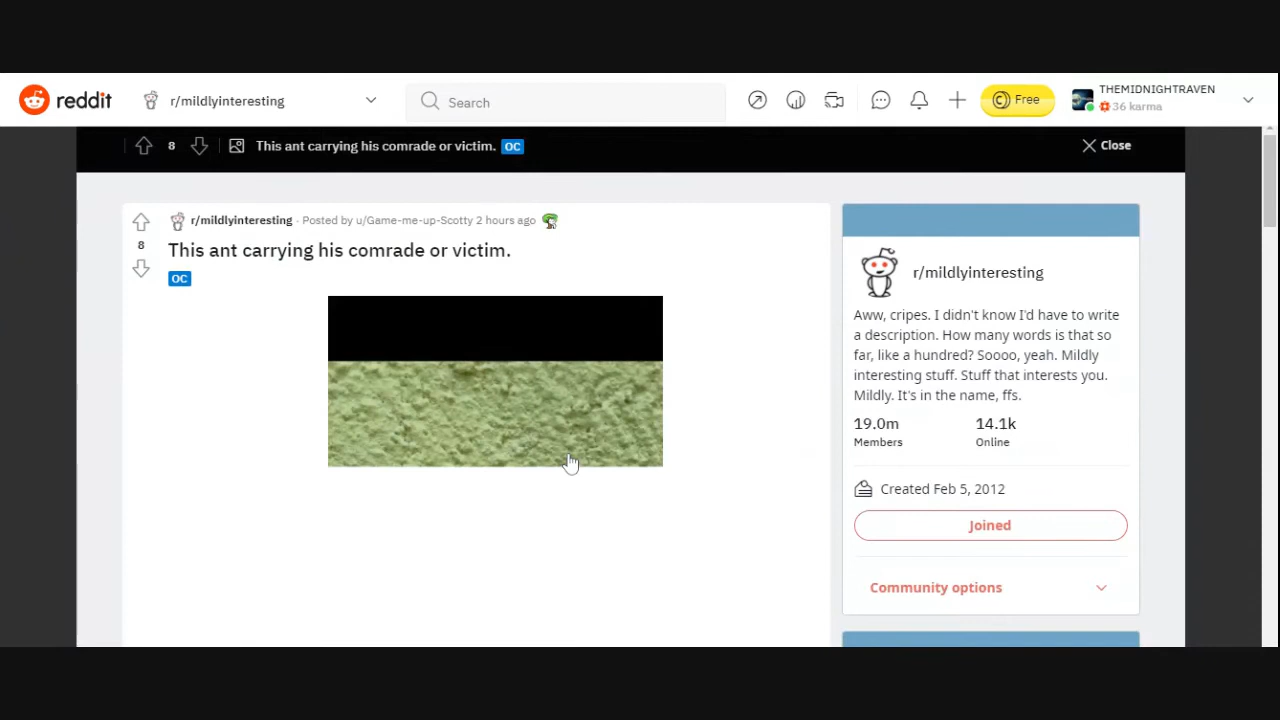 reddit
r/mildlyinteresting
Search
Free
THEMIDNIGHTRAVEN
36 karma
8
This ant carrying his comrade or victim. OC
Close
r/mildlyinteresting · Posted by u/Game-me-up-Scotty 2 hours ago
8
This ant carrying his comrade or victim.
OC
r/mildlyinteresting
Aww, cripes. I didn't know I'd have to write
a description. How many words is that so
far, like a hundred? Soooo, yeah. Mildly
interesting stuff. Stuff that interests you.
Mildly. It's in the name, ffs.
19.0m 14.1k
Members Online
Created Feb 5, 2012
Joined
Community options